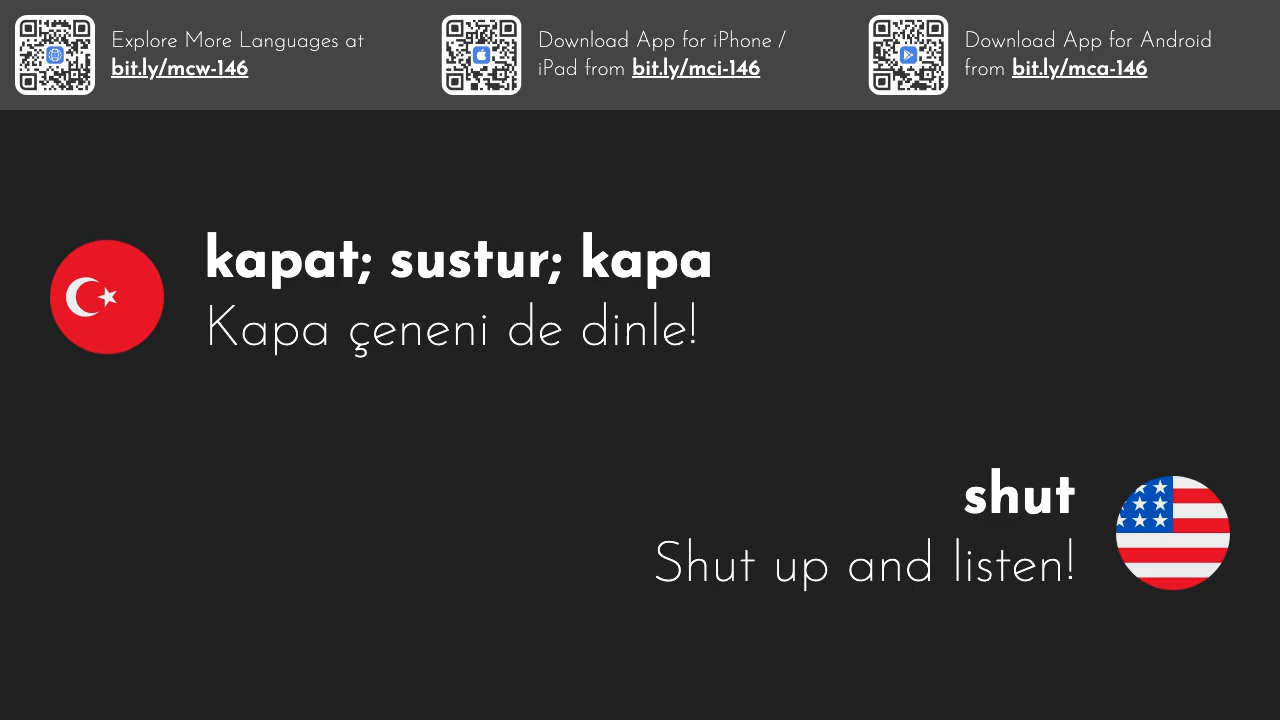 Explore More Languages at
bit.ly/mcw-146
Download App for iPhone /
iPad from bit.ly/mci-146
Download App for Android
from bit.ly/mca-146
kapat; sustur; kapa
Kapa çeneni de dinle!
shut
Shut up and listen!